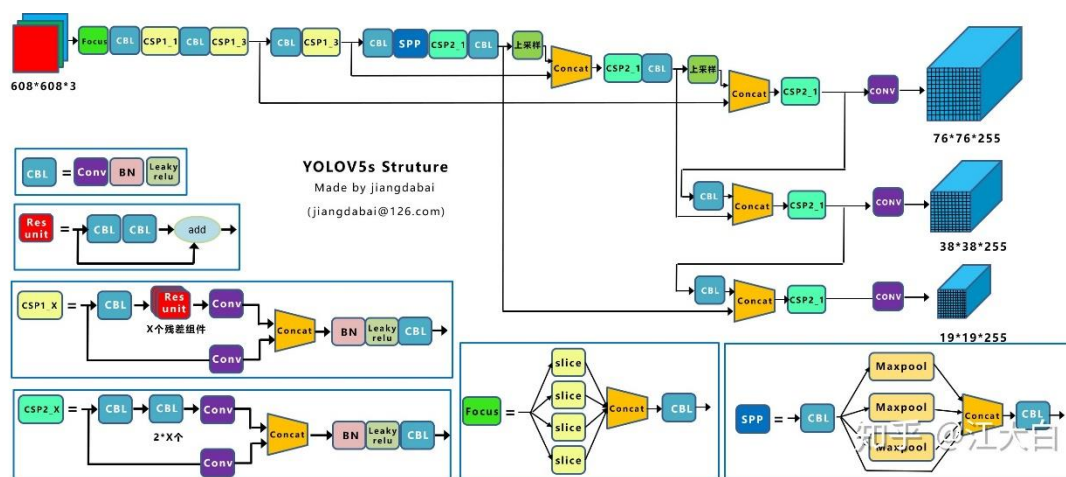 Focus CBL CSP1_1 CBL CSP1_3 CBL CSP1_3 CBL SPP CSP2_1 CBL 上采样
Concat CSP2_1 CBL 上采样
Concat CSP2_1 CONV
608*608*3
76*76*255
CBL = Conv BN Leaky relu
YOLOV5s Struture
Made by jiangdabai
(jiangdabai@126.com)
CBL Concat CSP2_1 CONV
38*38*255
Res unit = CBL CBL add
CBL Concat CSP2_1 CONV
19*19*255
CSP1_X = CBL Res unit Conv
X个残差组件
Concat BN Leaky relu CBL
Conv
CSP2_X = CBL CBL Conv
2*X个
Concat BN Leaky relu CBL
Conv
Focus =
slice
slice
slice
slice
Concat CBL
SPP = CBL
Maxpool
Maxpool
Maxpool
Concat CBL
知乎 @江大白